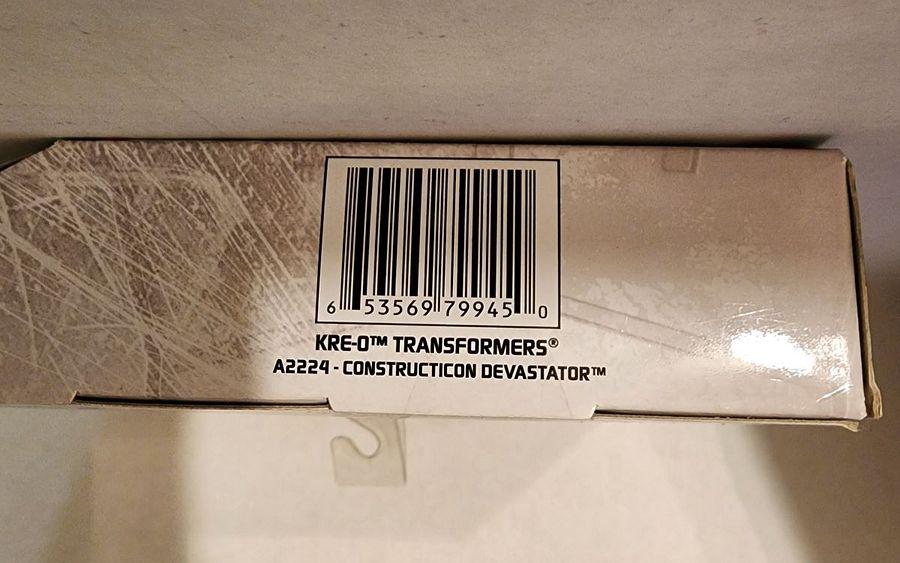 6 53569 79945 0
KRE-O™ TRANSFORMERS®
A2224 - CONSTRUCTICON DEVASTATOR™